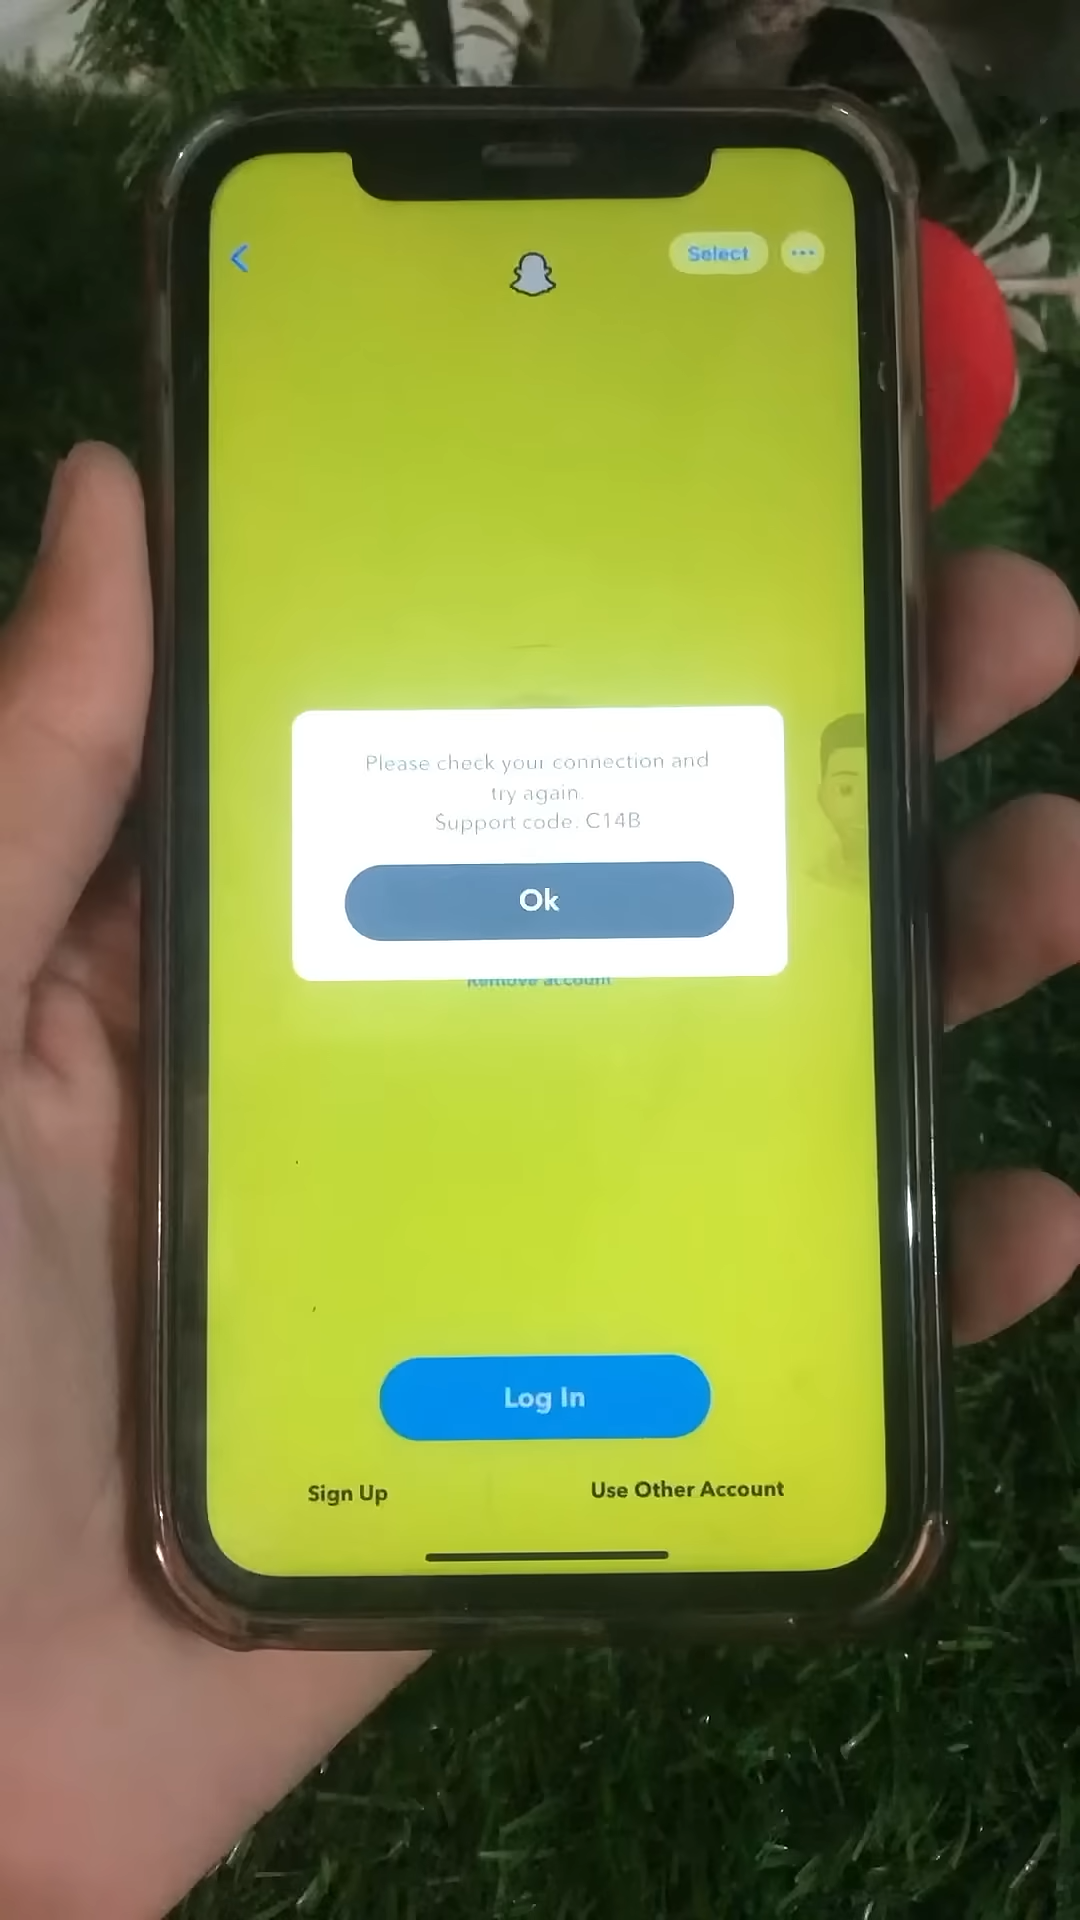 Select
Please check your connection and
try again.
Support code. C14B
Ok
Remove account
Log In
Sign Up
Use Other Account